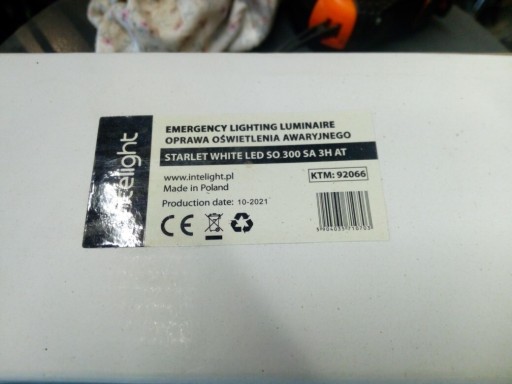 intelight
EMERGENCY LIGHTING LUMINAIRE
OPRAWA OŚWIETLENIA AWARYJNEGO
STARLET WHITE LED SO 300 SA 3H AT
www.intelight.pl
Made in Poland
KTM: 92066
Production date: 10-2021
CE